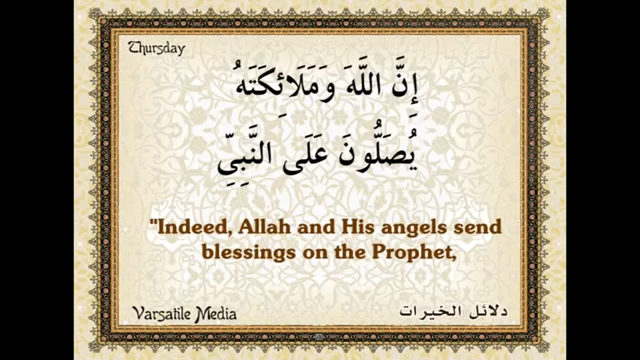 Thursday
إِنَّ اللَّهَ وَمَلَائِكَتَهُ
يُصَلُّونَ عَلَى النَّبِيِّ
"Indeed, Allah and His angels send
blessings on the Prophet,
Varsatile Media
دلائل الخيرات